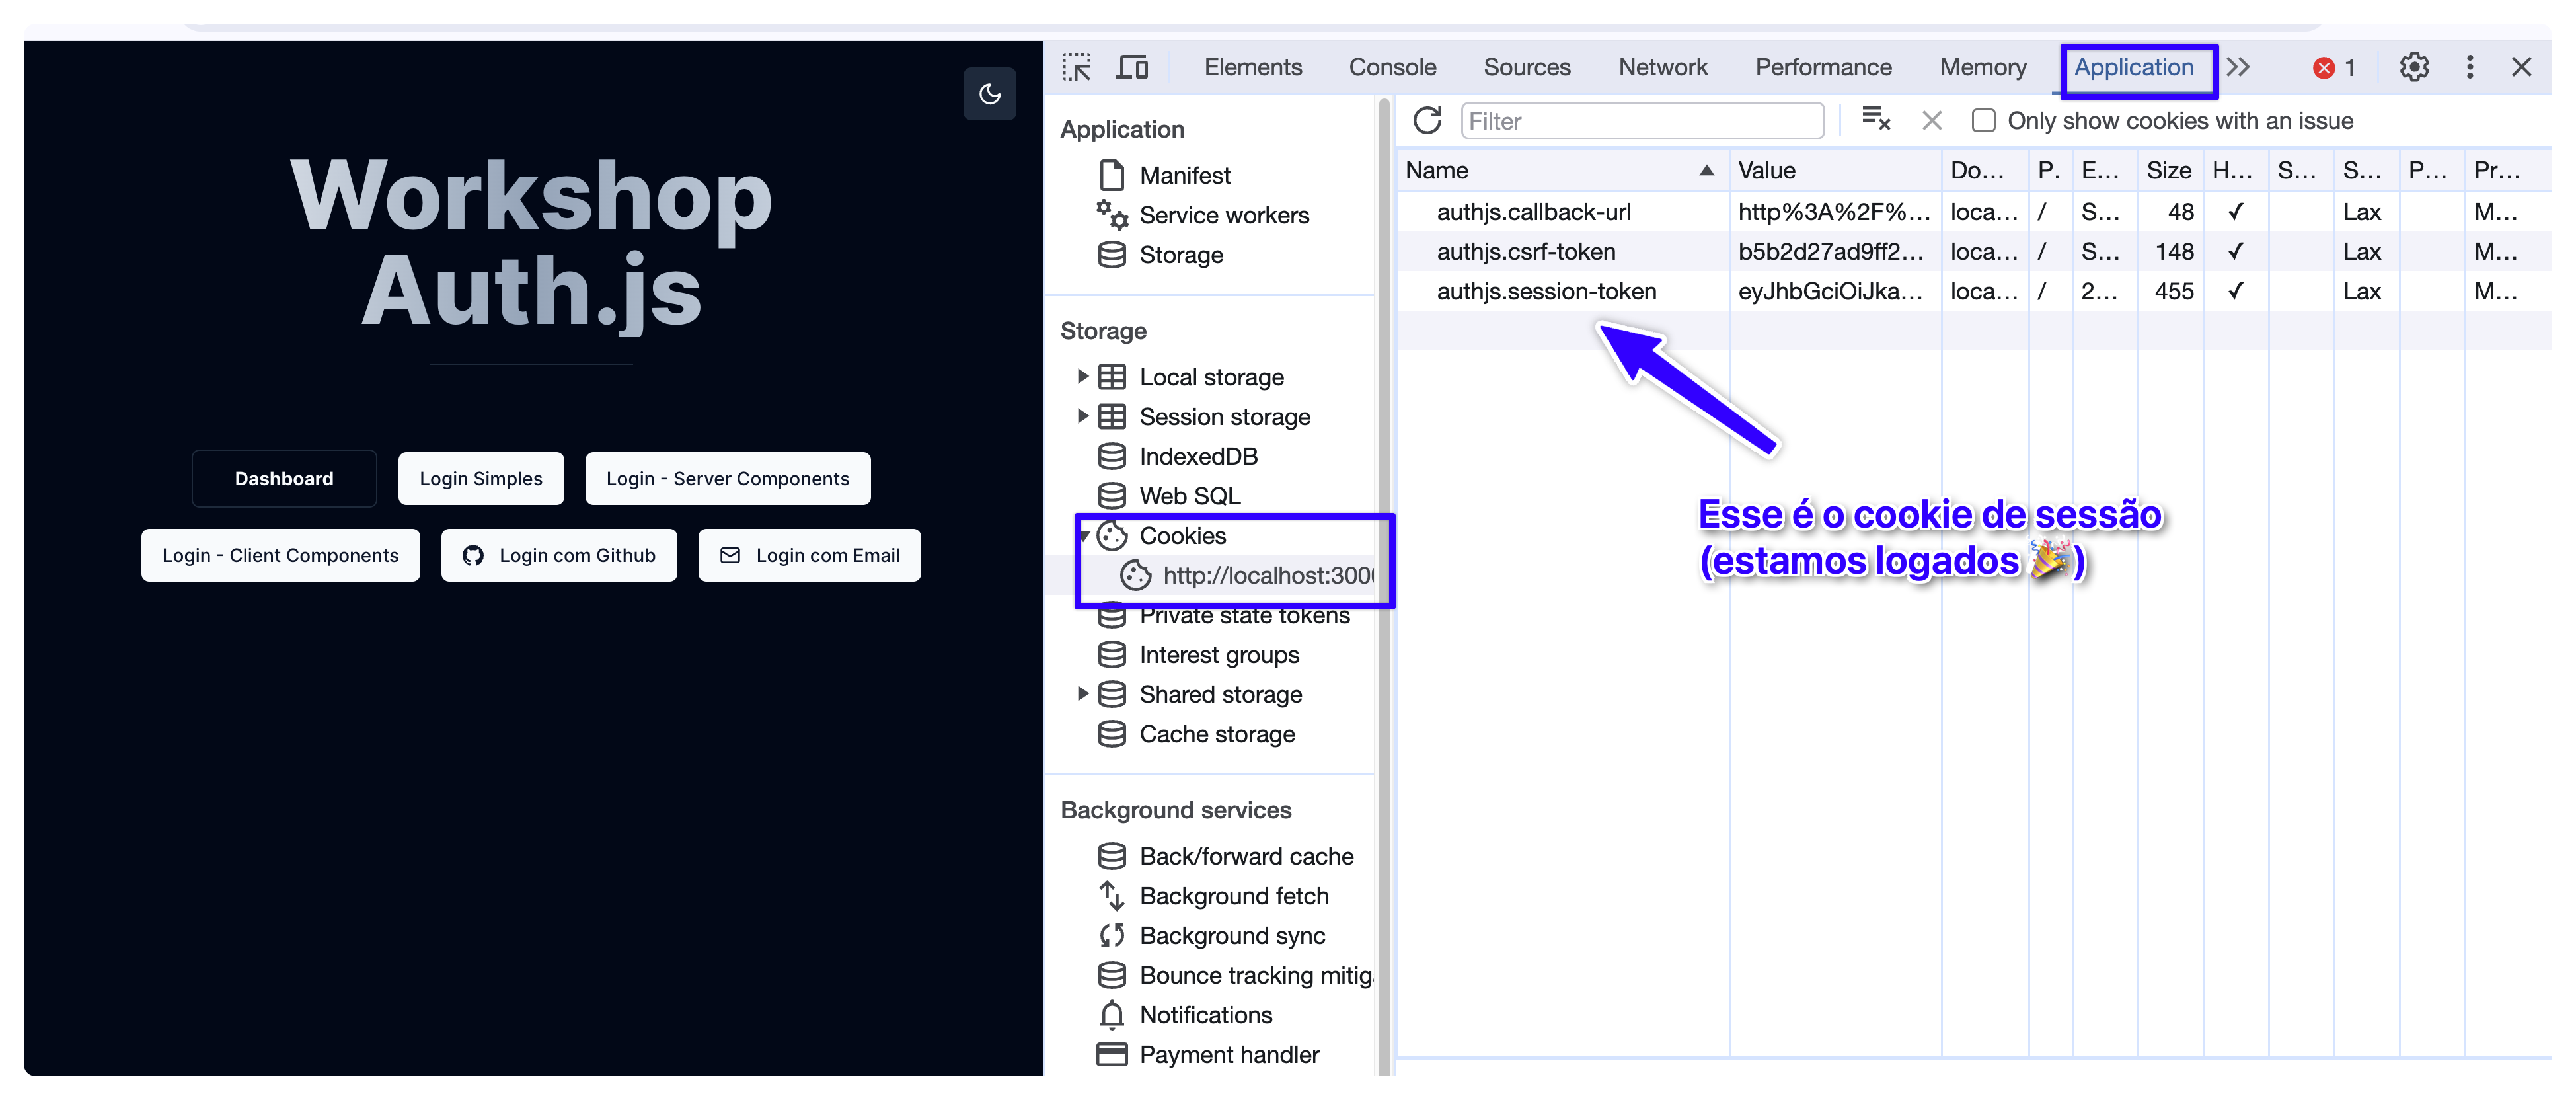 Workshop
Auth.js
Dashboard
Login Simples
Login - Server Components
Login - Client Components
Login com Github
Login com Email
Elements
Console
Sources
Network
Performance
Memory
Application
1
Application
Manifest
Service workers
Storage
Storage
Local storage
Session storage
IndexedDB
Web SQL
Cookies
http://localhost:300
Private state tokens
Interest groups
Shared storage
Cache storage
Background services
Back/forward cache
Background fetch
Background sync
Bounce tracking mitig
Notifications
Payment handler
Filter
Only show cookies with an issue
Name Value Do... P. E... Size H... S... S... P... Pr...
authjs.callback-url http%3A%2F%... loca... / S... 48 ✓ Lax M...
authjs.csrf-token b5b2d27ad9ff2... loca... / S... 148 ✓ Lax M...
authjs.session-token eyJhbGciOiJka... loca... / 2... 455 ✓ Lax M...
Esse é o cookie de sessão
(estamos logados 🎉)